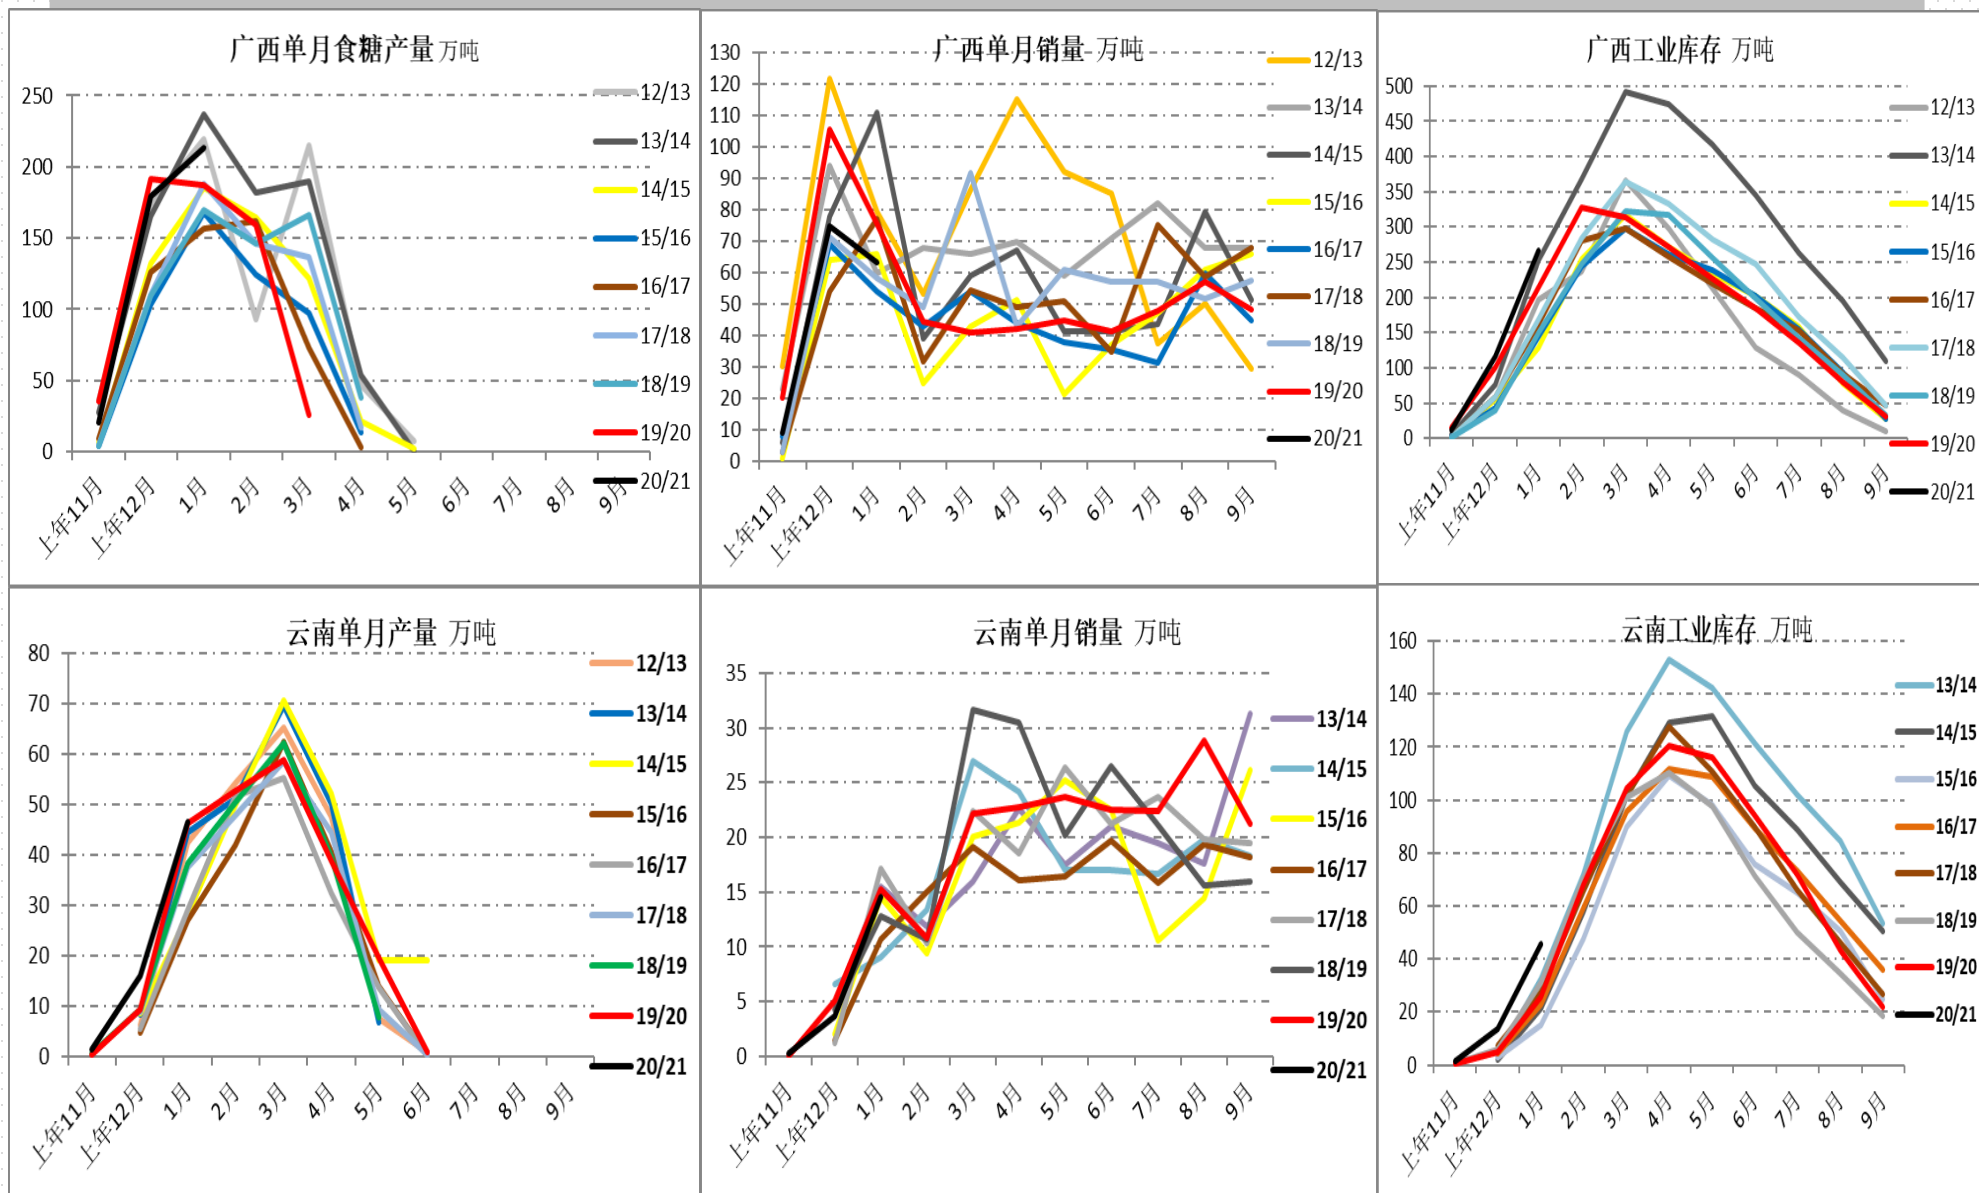 广西单月食糖产量 万吨
250
200
150
100
50
0
上年11月
上年12月
1月
2月
3月
4月
5月
6月
7月
8月
9月
12/13
13/14
14/15
15/16
16/17
17/18
18/19
19/20
20/21
广西单月销量 万吨
130
120
110
100
90
80
70
60
50
40
30
20
10
0
上年11月
上年12月
1月
2月
3月
4月
5月
6月
7月
8月
9月
12/13
13/14
14/15
15/16
16/17
17/18
18/19
19/20
20/21
广西工业库存 万吨
500
450
400
350
300
250
200
150
100
50
0
上年11月
上年12月
1月
2月
3月
4月
5月
6月
7月
8月
9月
12/13
13/14
14/15
15/16
16/17
17/18
18/19
19/20
20/21
云南单月产量 万吨
80
70
60
50
40
30
20
10
0
上年11月
上年12月
1月
2月
3月
4月
5月
6月
7月
8月
9月
12/13
13/14
14/15
15/16
16/17
17/18
18/19
19/20
20/21
云南单月销量 万吨
35
30
25
20
15
10
5
0
上年11月
上年12月
1月
2月
3月
4月
5月
6月
7月
8月
9月
13/14
14/15
15/16
16/17
17/18
18/19
19/20
20/21
云南工业库存 万吨
160
140
120
100
80
60
40
20
0
上年11月
上年12月
1月
2月
3月
4月
5月
6月
7月
8月
9月
13/14
14/15
15/16
16/17
17/18
18/19
19/20
20/21